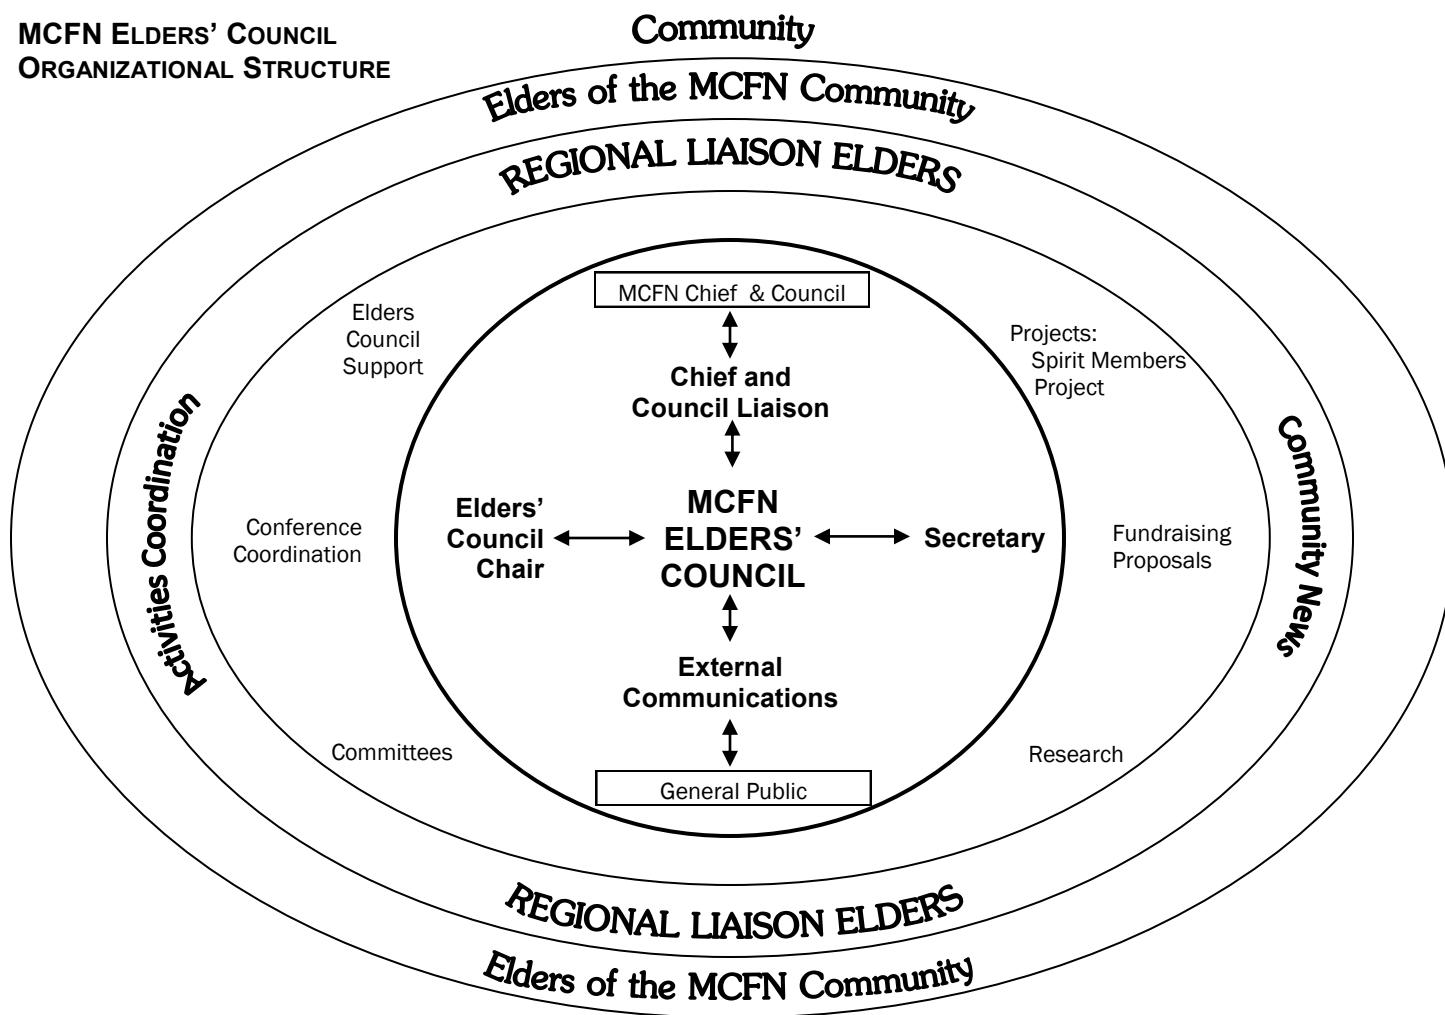 MCFN ELDERS’ COUNCIL
ORGANIZATIONAL STRUCTURE
Community
Elders of the MCFN Community
REGIONAL LIAISON ELDERS
MCFN Chief & Council
Elders
Council
Support
Projects:
Spirit Members
Project
Chief and
Council Liaison
Activities Coordination
Community News
Conference
Coordination
Elders’
Council
Chair
MCFN
ELDERS’
COUNCIL
Secretary
Fundraising
Proposals
External
Communications
Committees
Research
General Public
REGIONAL LIAISON ELDERS
Elders of the MCFN Community